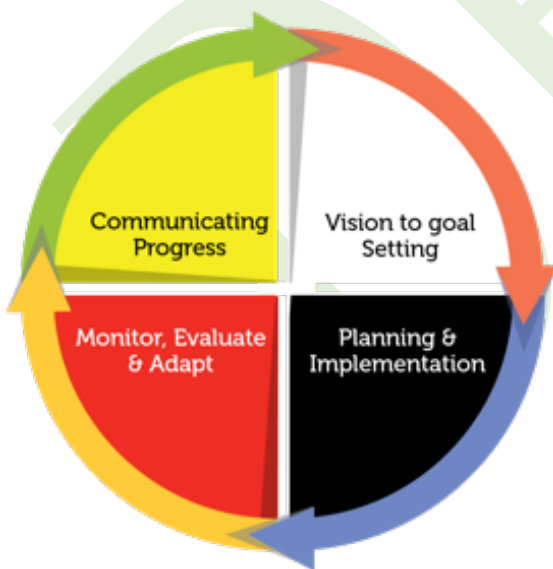 Communicating
Progress
Vision to goal
Setting
Monitor, Evaluate
& Adapt
Planning &
Implementation